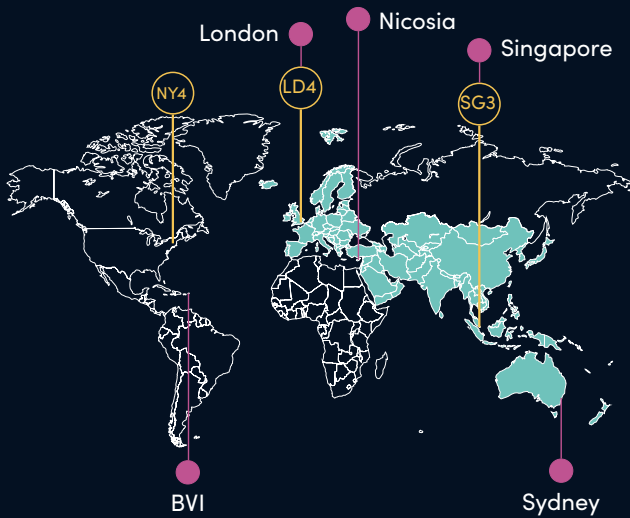 London
Nicosia
Singapore
NY4
LD4
SG3
BVI
Sydney